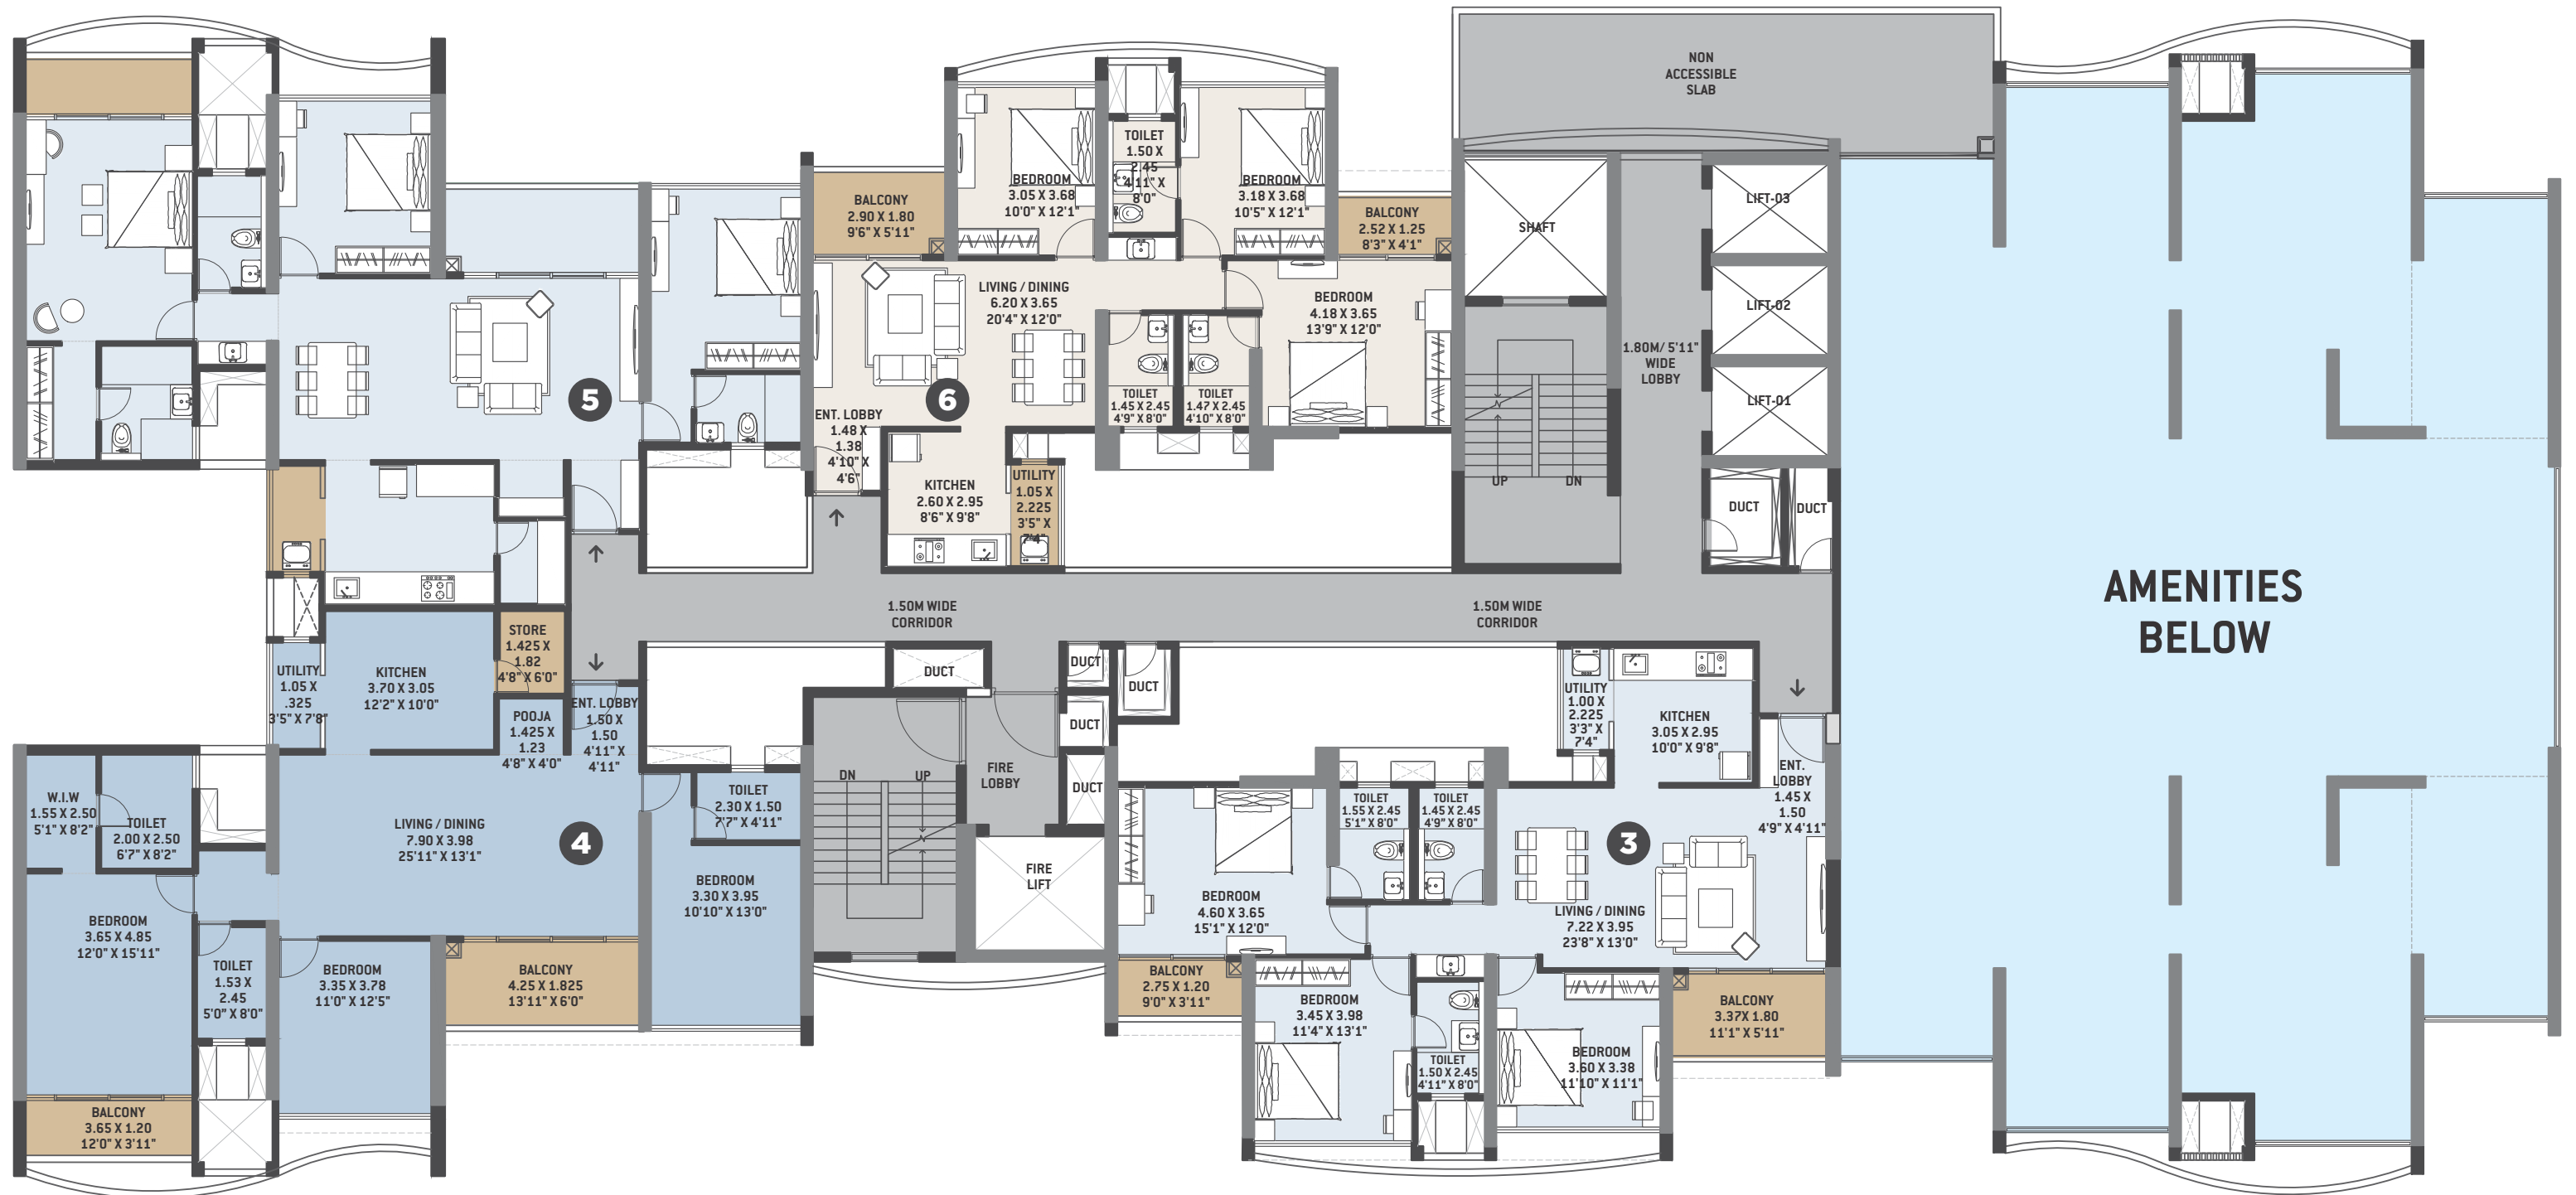 NON
ACCESSIBLE
SLAB
TOILET
1.50 X
2.45
4'11" X
8'0"
BEDROOM
3.05 X 3.68
10'0" X 12'1"
BEDROOM
3.18 X 3.68
10'5" X 12'1"
BALCONY
2.90 X 1.80
9'6" X 5'11"
BALCONY
2.52 X 1.25
8'3" X 4'1"
SHAFT
LIFT-03
LIFT-02
LIFT-01
LIVING / DINING
6.20 X 3.65
20'4" X 12'0"
BEDROOM
4.18 X 3.65
13'9" X 12'0"
1.80M/ 5'11"
WIDE
LOBBY
5
6
TOILET
1.45 X 2.45
4'9" X 8'0"
TOILET
1.47 X 2.45
4'10" X 8'0"
ENT. LOBBY
1.48 X
1.38
4'10" X
4'6"
KITCHEN
2.60 X 2.95
8'6" X 9'8"
UTILITY
1.05 X
2.225
3'5" X
7'4"
UP
DN
DUCT
DUCT
AMENITIES
BELOW
1.50M WIDE
CORRIDOR
1.50M WIDE
CORRIDOR
STORE
1.425 X
1.82
4'8" X 6'0"
UTILITY
1.05 X
.325
3'5" X 7'8"
KITCHEN
3.70 X 3.05
12'2" X 10'0"
POOJA
1.425 X
1.23
4'8" X 4'0"
ENT. LOBBY
1.50 X
1.50
4'11" X
4'11"
DUCT
DUCT
DUCT
DUCT
DUCT
FIRE
LOBBY
DN
UP
FIRE
LIFT
UTILITY
1.00 X
2.225
3'3" X
7'4"
KITCHEN
3.05 X 2.95
10'0" X 9'8"
ENT.
LOBBY
1.45 X
1.50
4'9" X 4'11"
W.I.W
1.55 X 2.50
5'1" X 8'2"
TOILET
2.00 X 2.50
6'7" X 8'2"
LIVING / DINING
7.90 X 3.98
25'11" X 13'1"
4
TOILET
2.30 X 1.50
7'7" X 4'11"
BEDROOM
3.30 X 3.95
10'10" X 13'0"
TOILET
1.55 X 2.45
5'1" X 8'0"
TOILET
1.45 X 2.45
4'9" X 8'0"
3
BEDROOM
4.60 X 3.65
15'1" X 12'0"
LIVING / DINING
7.22 X 3.95
23'8" X 13'0"
BEDROOM
3.65 X 4.85
12'0" X 15'11"
TOILET
1.53 X
2.45
5'0" X 8'0"
BEDROOM
3.35 X 3.78
11'0" X 12'5"
BALCONY
4.25 X 1.825
13'11" X 6'0"
BALCONY
2.75 X 1.20
9'0" X 3'11"
BEDROOM
3.45 X 3.98
11'4" X 13'1"
TOILET
1.50 X 2.45
4'11" X 8'0"
BEDROOM
3.60 X 3.38
11'10" X 11'1"
BALCONY
3.37X 1.80
11'1" X 5'11"
BALCONY
3.65 X 1.20
12'0" X 3'11"